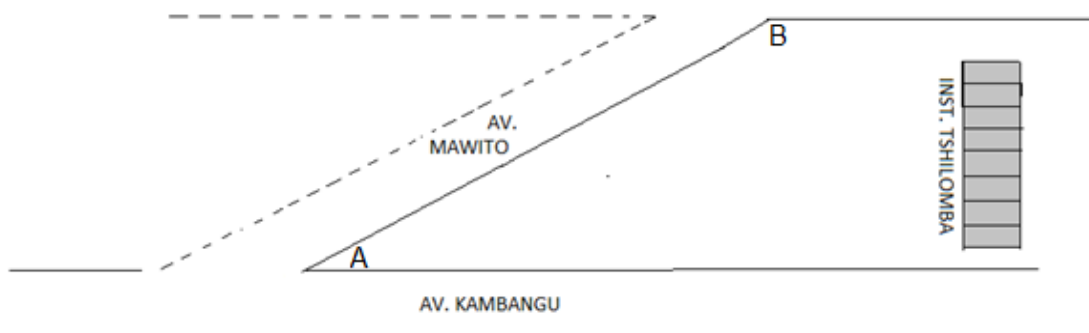 B
AV.
MAWITO
INST. TSHILOMBA
A
AV. KAMBANGU